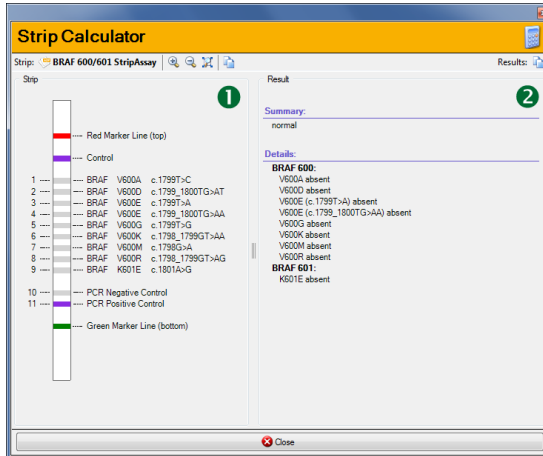 Strip Calculator
Strip: BRAF 600/601 StripAssay
Results:
Strip
1
Red Marker Line (top)
Control
1 BRAF V600A c.1799T>C
2 BRAF V600D c.1799_1800TG>AT
3 BRAF V600E c.1799T>A
4 BRAF V600E c.1799_1800TG>AA
5 BRAF V600G c.1799T>G
6 BRAF V600K c.1798_1799GT>AA
7 BRAF V600M c.1798G>A
8 BRAF V600R c.1798_1799GT>AG
9 BRAF K601E c.1801A>G
10 PCR Negative Control
11 PCR Positive Control
Green Marker Line (bottom)
Result
2
Summary:
normal
Details:
BRAF 600:
V600A absent
V600D absent
V600E (c.1799T>A) absent
V600E (c.1799_1800TG>AA) absent
V600G absent
V600K absent
V600M absent
V600R absent
BRAF 601:
K601E absent
Close